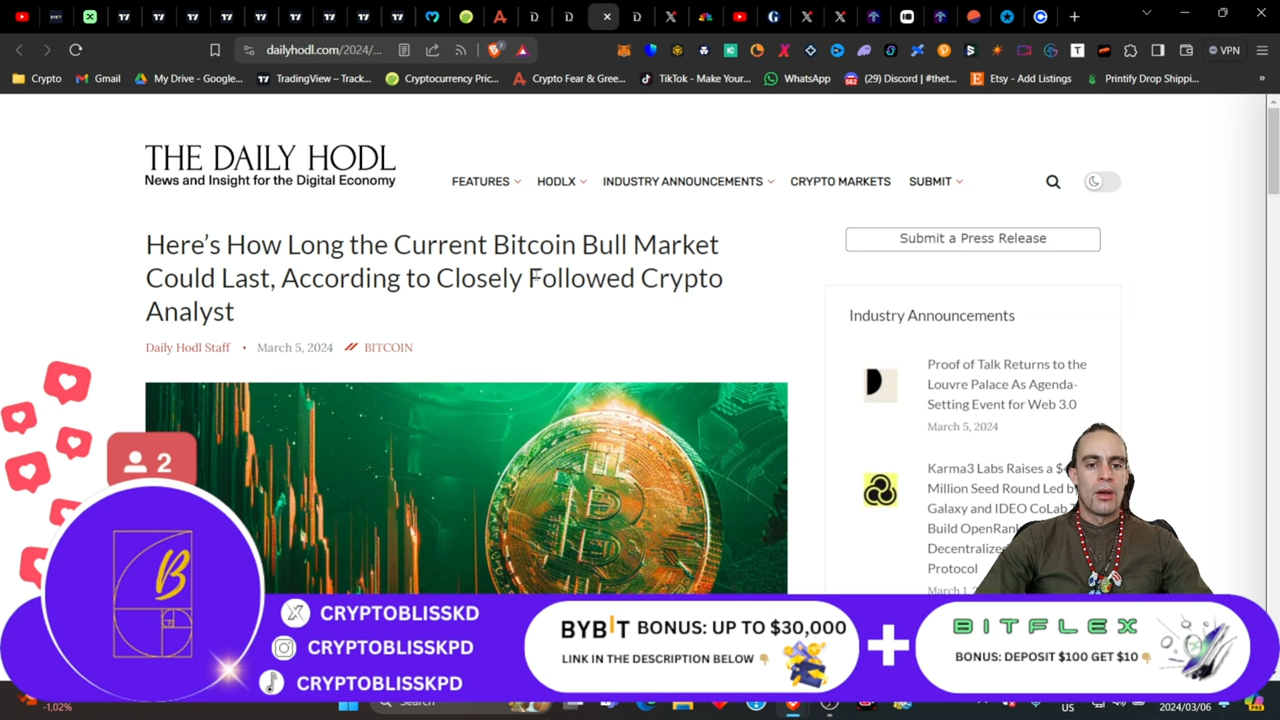 dailyhodl.com/2024/...
VPN
Crypto
Gmail
My Drive - Google...
TradingView – Track...
Cryptocurrency Pric...
Crypto Fear & Gree...
TikTok - Make Your...
WhatsApp
(29) Discord | #thet...
Etsy - Add Listings
Printify Drop Shippi...
»
THE DAILY HODL
News and Insight for the Digital Economy
FEATURES
HODLX
INDUSTRY ANNOUNCEMENTS
CRYPTO MARKETS
SUBMIT
Here's How Long the Current Bitcoin Bull Market
Could Last, According to Closely Followed Crypto
Analyst
Daily Hodl Staff • March 5, 2024 BITCOIN
Submit a Press Release
Industry Announcements
Proof of Talk Returns to the
Louvre Palace As Agenda-
Setting Event for Web 3.0
March 5, 2024
Karma3 Labs Raises a $4
Million Seed Round Led by
Galaxy and IDEO CoLab
Build OpenRank
Decentralized
Protocol
March 1,
2
B
CRYPTOBLISSKD
CRYPTOBLISSKPD
CRYPTOBLISSKPD
BYBIT BONUS: UP TO $30,000
LINK IN THE DESCRIPTION BELOW
+
BITFLEX
BONUS: DEPOSIT $100 GET $10
-1,02%
Search
US
2024/03/06